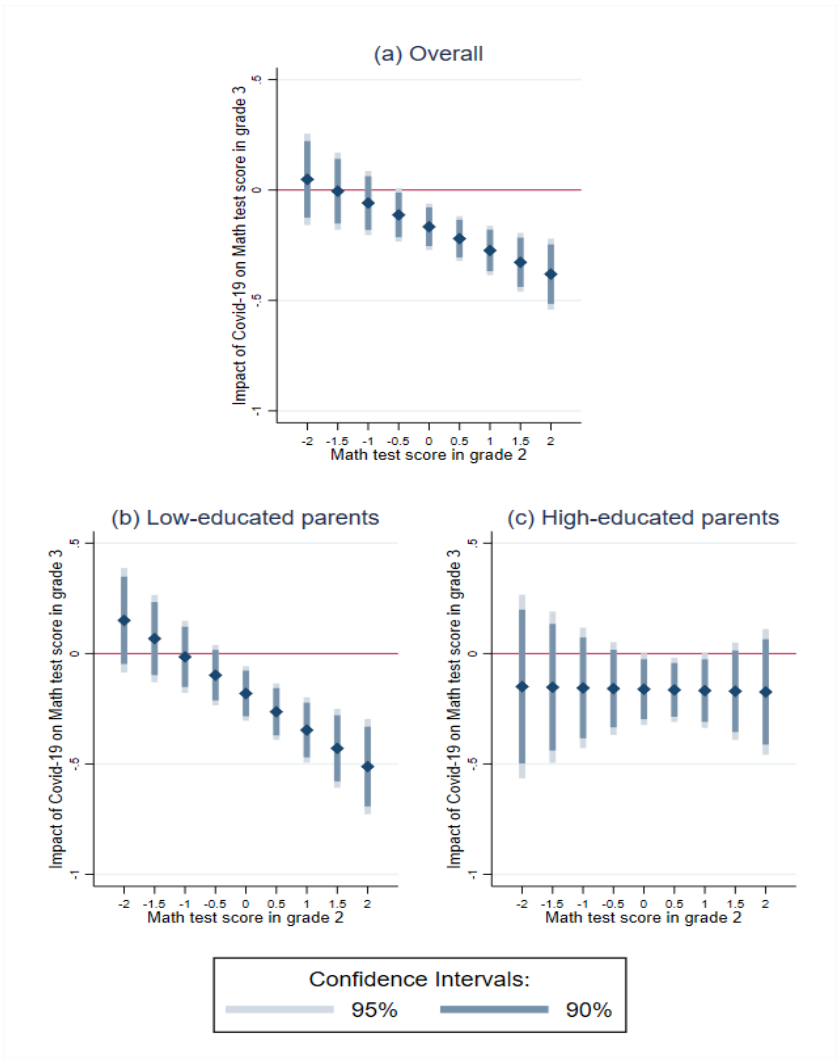 (a) Overall
Impact of Covid-19 on Math test score in grade 3
.5
0
-.5
-1
-2 -1.5 -1 -0.5 0 0.5 1 1.5 2
Math test score in grade 2
(b) Low-educated parents
Impact of Covid-19 on Math test score in grade 3
.5
0
-.5
-1
-2 -1.5 -1 -0.5 0 0.5 1 1.5 2
Math test score in grade 2
(c) High-educated parents
Impact of Covid-19 on Math test score in grade 3
.5
0
-.5
-1
-2 -1.5 -1 -0.5 0 0.5 1 1.5 2
Math test score in grade 2
Confidence Intervals:
95% 90%